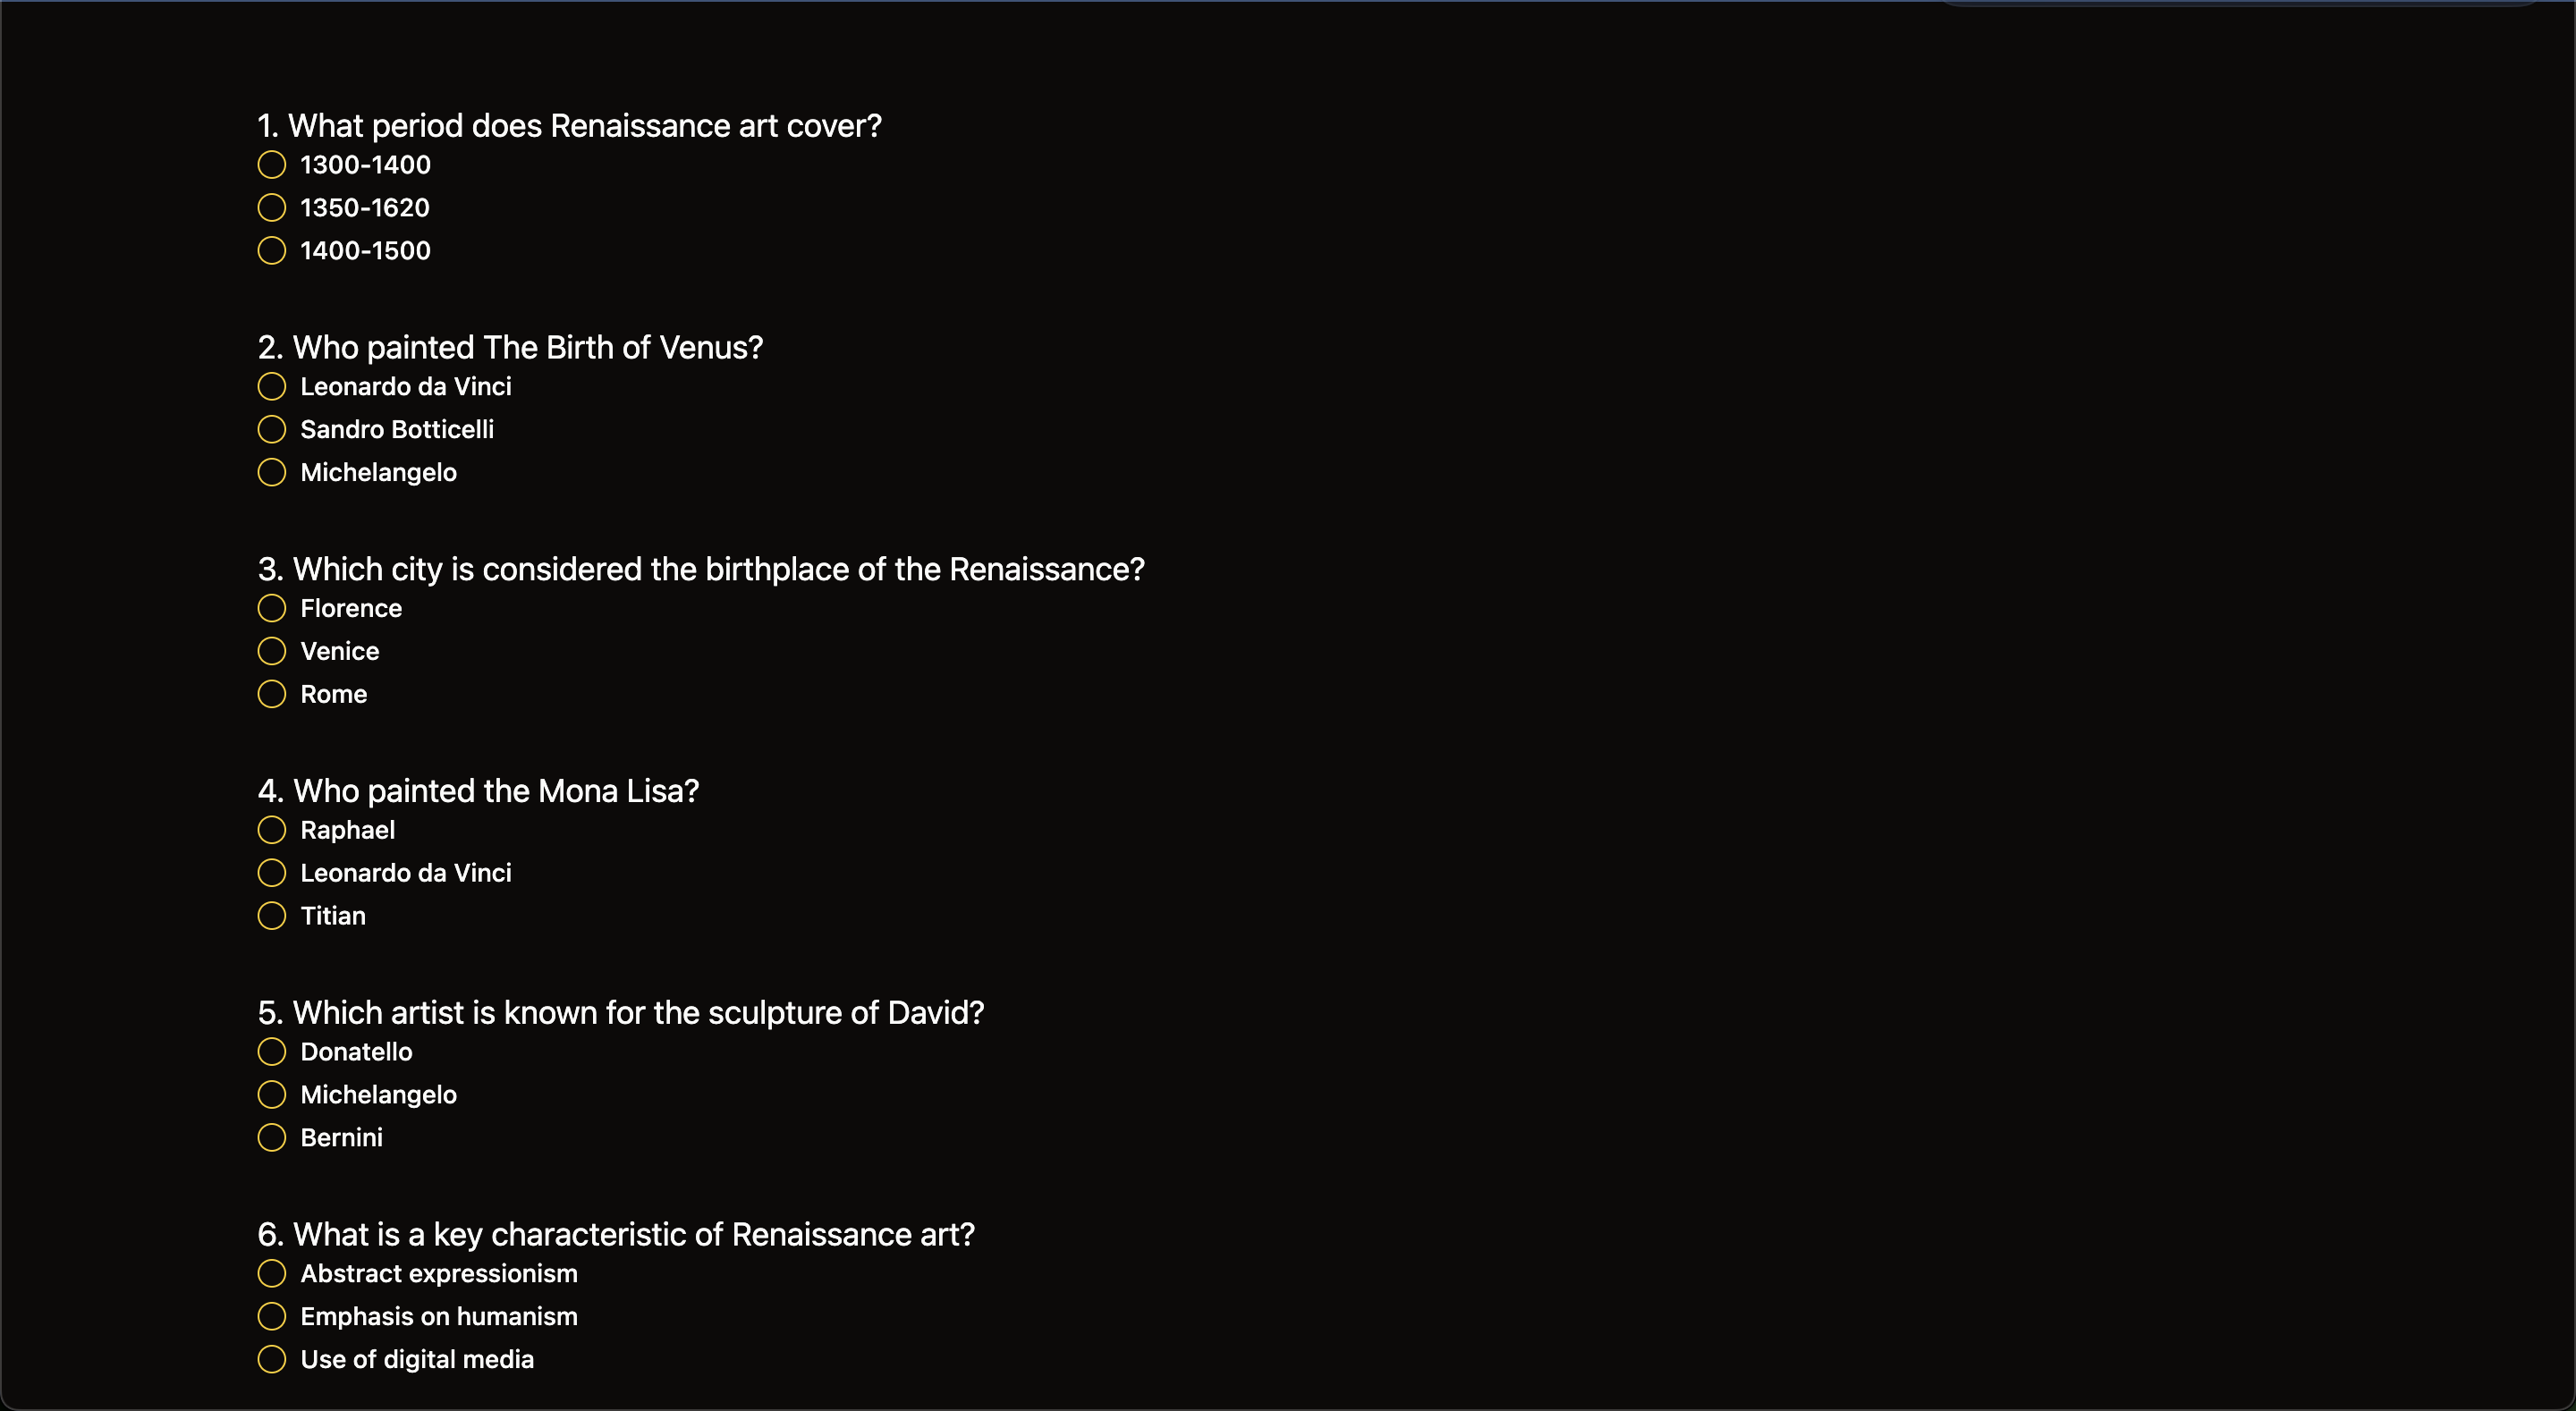 1. What period does Renaissance art cover?
1300-1400
1350-1620
1400-1500
2. Who painted The Birth of Venus?
Leonardo da Vinci
Sandro Botticelli
Michelangelo
3. Which city is considered the birthplace of the Renaissance?
Florence
Venice
Rome
4. Who painted the Mona Lisa?
Raphael
Leonardo da Vinci
Titian
5. Which artist is known for the sculpture of David?
Donatello
Michelangelo
Bernini
6. What is a key characteristic of Renaissance art?
Abstract expressionism
Emphasis on humanism
Use of digital media